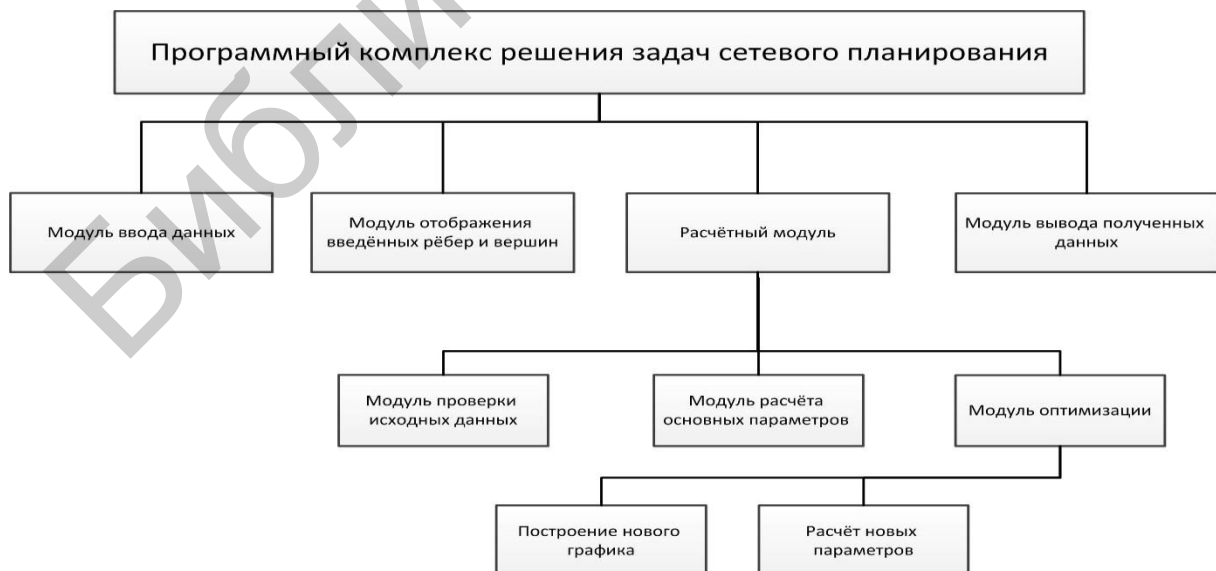 Программный комплекс решения задач сетевого планирования
Модуль ввода данных
Модуль отображения
введённых рёбер и вершин
Расчётный модуль
Модуль вывода полученных
данных
Модуль проверки
исходных данных
Модуль расчёта
основных параметров
Модуль оптимизации
Построение нового
графика
Расчёт новых
параметров
Библи